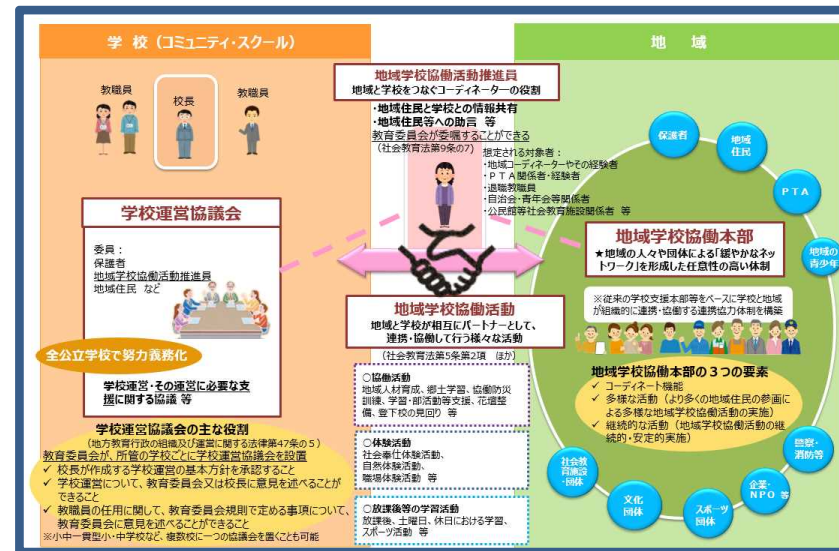 学 校（コミュニティ・スクール）
教職員
校長
教職員
学校運営協議会
委員：
保護者
地域学校協働活動推進員
地域住民 など
全公立学校で努力義務化
学校運営・その運営に必要な支
援に関する協議 等
学校運営協議会の主な役割
（地方教育行政の組織及び運営に関する法律第47条の５）
教育委員会が、所管の学校ごとに学校運営協議会を設置
✓ 校長が作成する学校運営の基本方針を承認すること
✓ 学校運営について、教育委員会又は校長に意見を述べることが
できること
✓ 教職員の任用に関して、教育委員会規則で定める事項について、
教育委員会に意見を述べることができること
※小中一貫型小・中学校など、複数校に一つの協議会を置くことも可能
地域学校協働活動推進員
地域と学校をつなぐコーディネーターの役割
・地域住民と学校との情報共有
・地域住民等への助言 等
教育委員会が委嘱することができる
（社会教育法第9条の7）
想定される対象者：
・地域コーディネーターやその経験者
・ＰＴＡ関係者・経験者
・退職教職員
・自治会・青年会等関係者
・公民館等社会教育施設関係者 等
地域学校協働活動
地域と学校が相互にパートナーとして、
連携・協働して行う様々な活動
（社会教育法第5条第2項 ほか）
○協働活動
地域人材育成、郷土学習、協働防災
訓練、学習・部活動等支援、花壇整
備、登下校の見回り 等
○体験活動
社会奉仕体験活動、
自然体験活動、
職場体験活動 等
○放課後等の学習活動
放課後、土曜日、休日における学習、
スポーツ活動 等
地 域
保護者
地域
住民
ＰＴＡ
地域の
青少年
地域学校協働本部
★地域の人々や団体による「緩やかなネッ
トワーク」を形成した任意性の高い体制
※従来の学校支援本部等をベースに学校と地域
が組織的に連携・協働する連携協力体制を構築
地域学校協働本部の３つの要素
✓ コーディネート機能
✓ 多様な活動（より多くの地域住民の参画に
よる多様な地域学校協働活動の実施）
✓ 継続的な活動（地域学校協働活動の継
続的・安定的実施）
警察・
消防等
企業・
NPO 等
スポーツ
団体
文化
団体
社会教
育施設
・団体